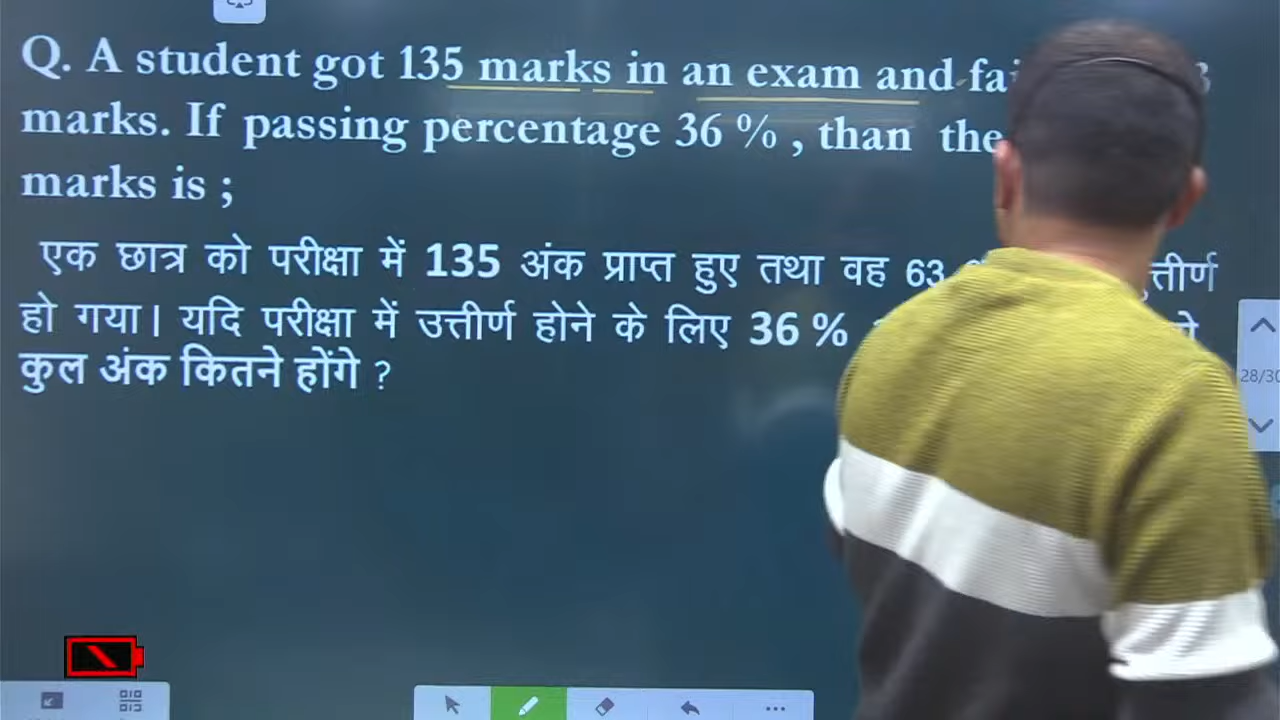 Q. A student got 135 marks in an exam and
marks. If passing percentage 36 % , than the
marks is ;
एक छात्र को परीक्षा में 135 अंक प्राप्त हुए तथा वह 63
हो गया। यदि परीक्षा में उत्तीर्ण होने के लिए 36 %
कुल अंक कितने होंगे ?
28/30